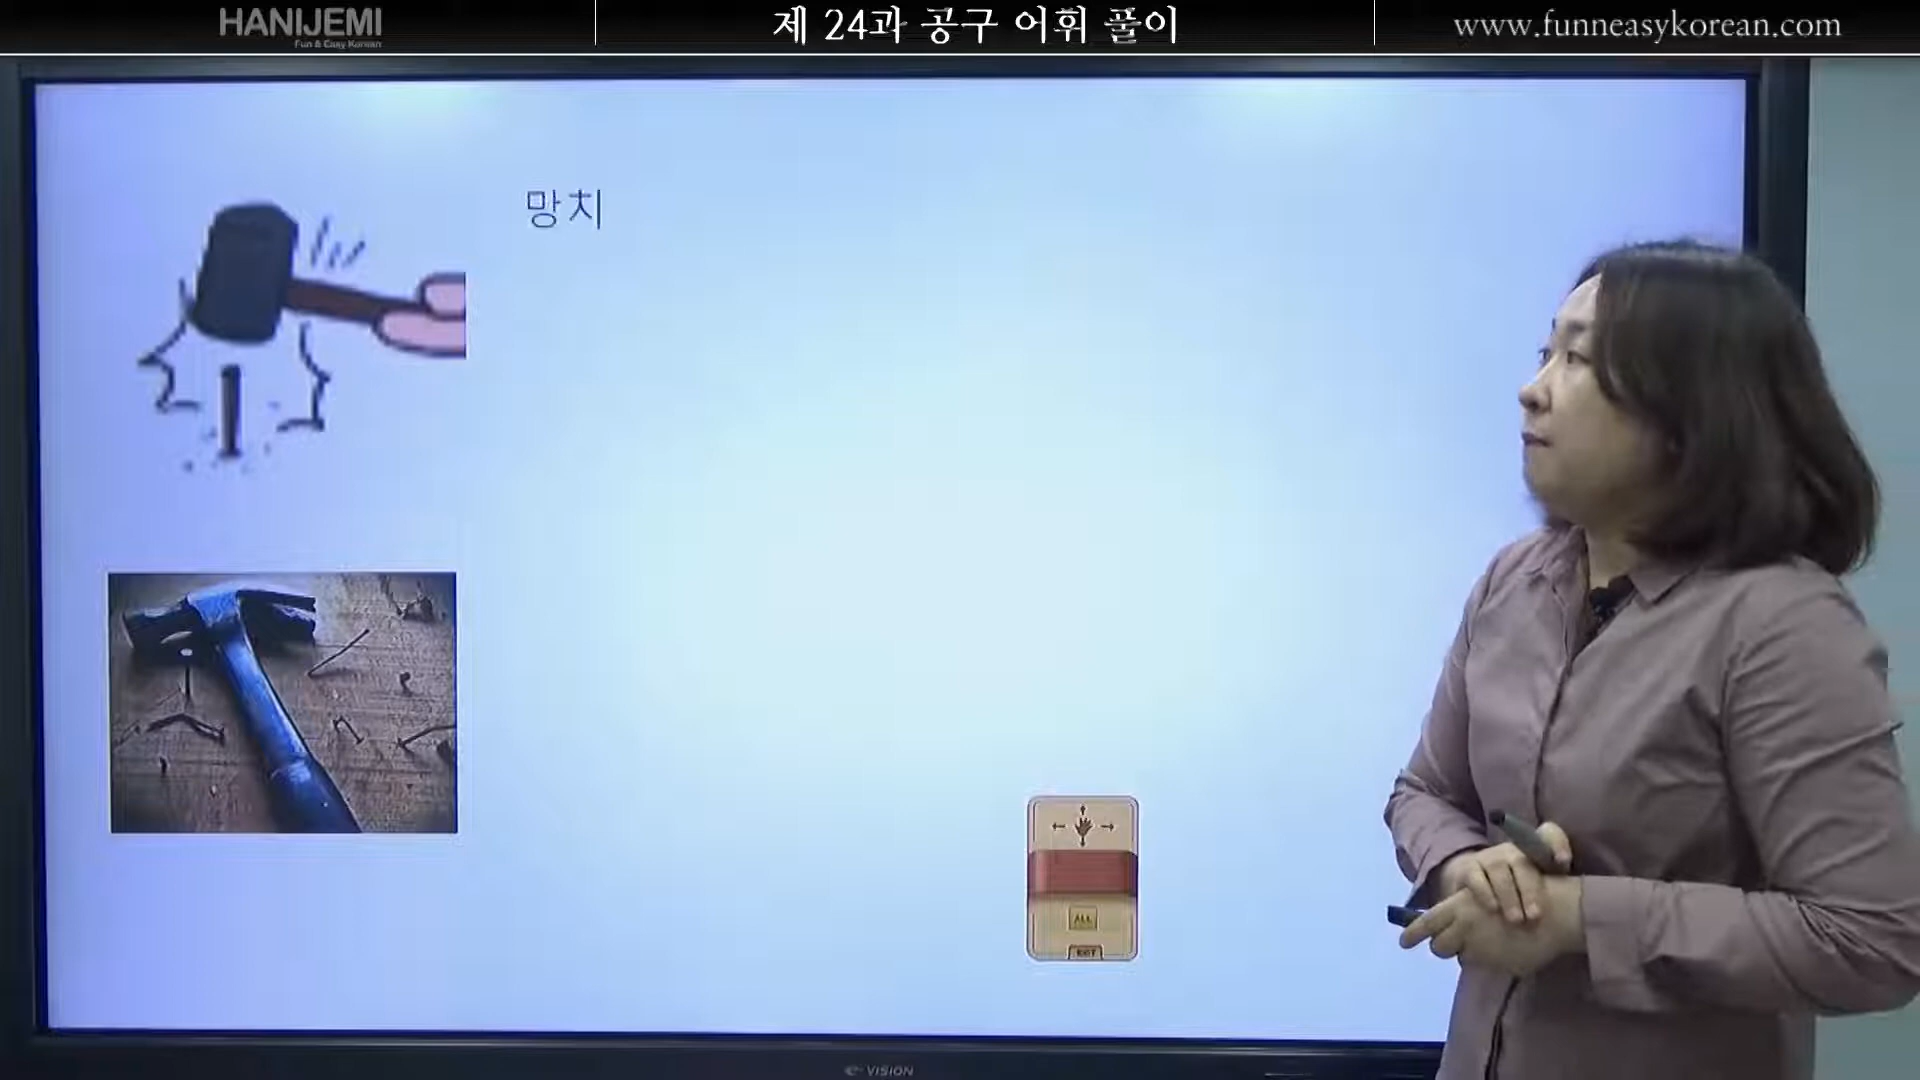 HANIJEMI
Fun & Easy Korean
제 24과 공구 어휘 풀이
www.funneasykorean.com
망치
ALL
EXIT
e-VISION